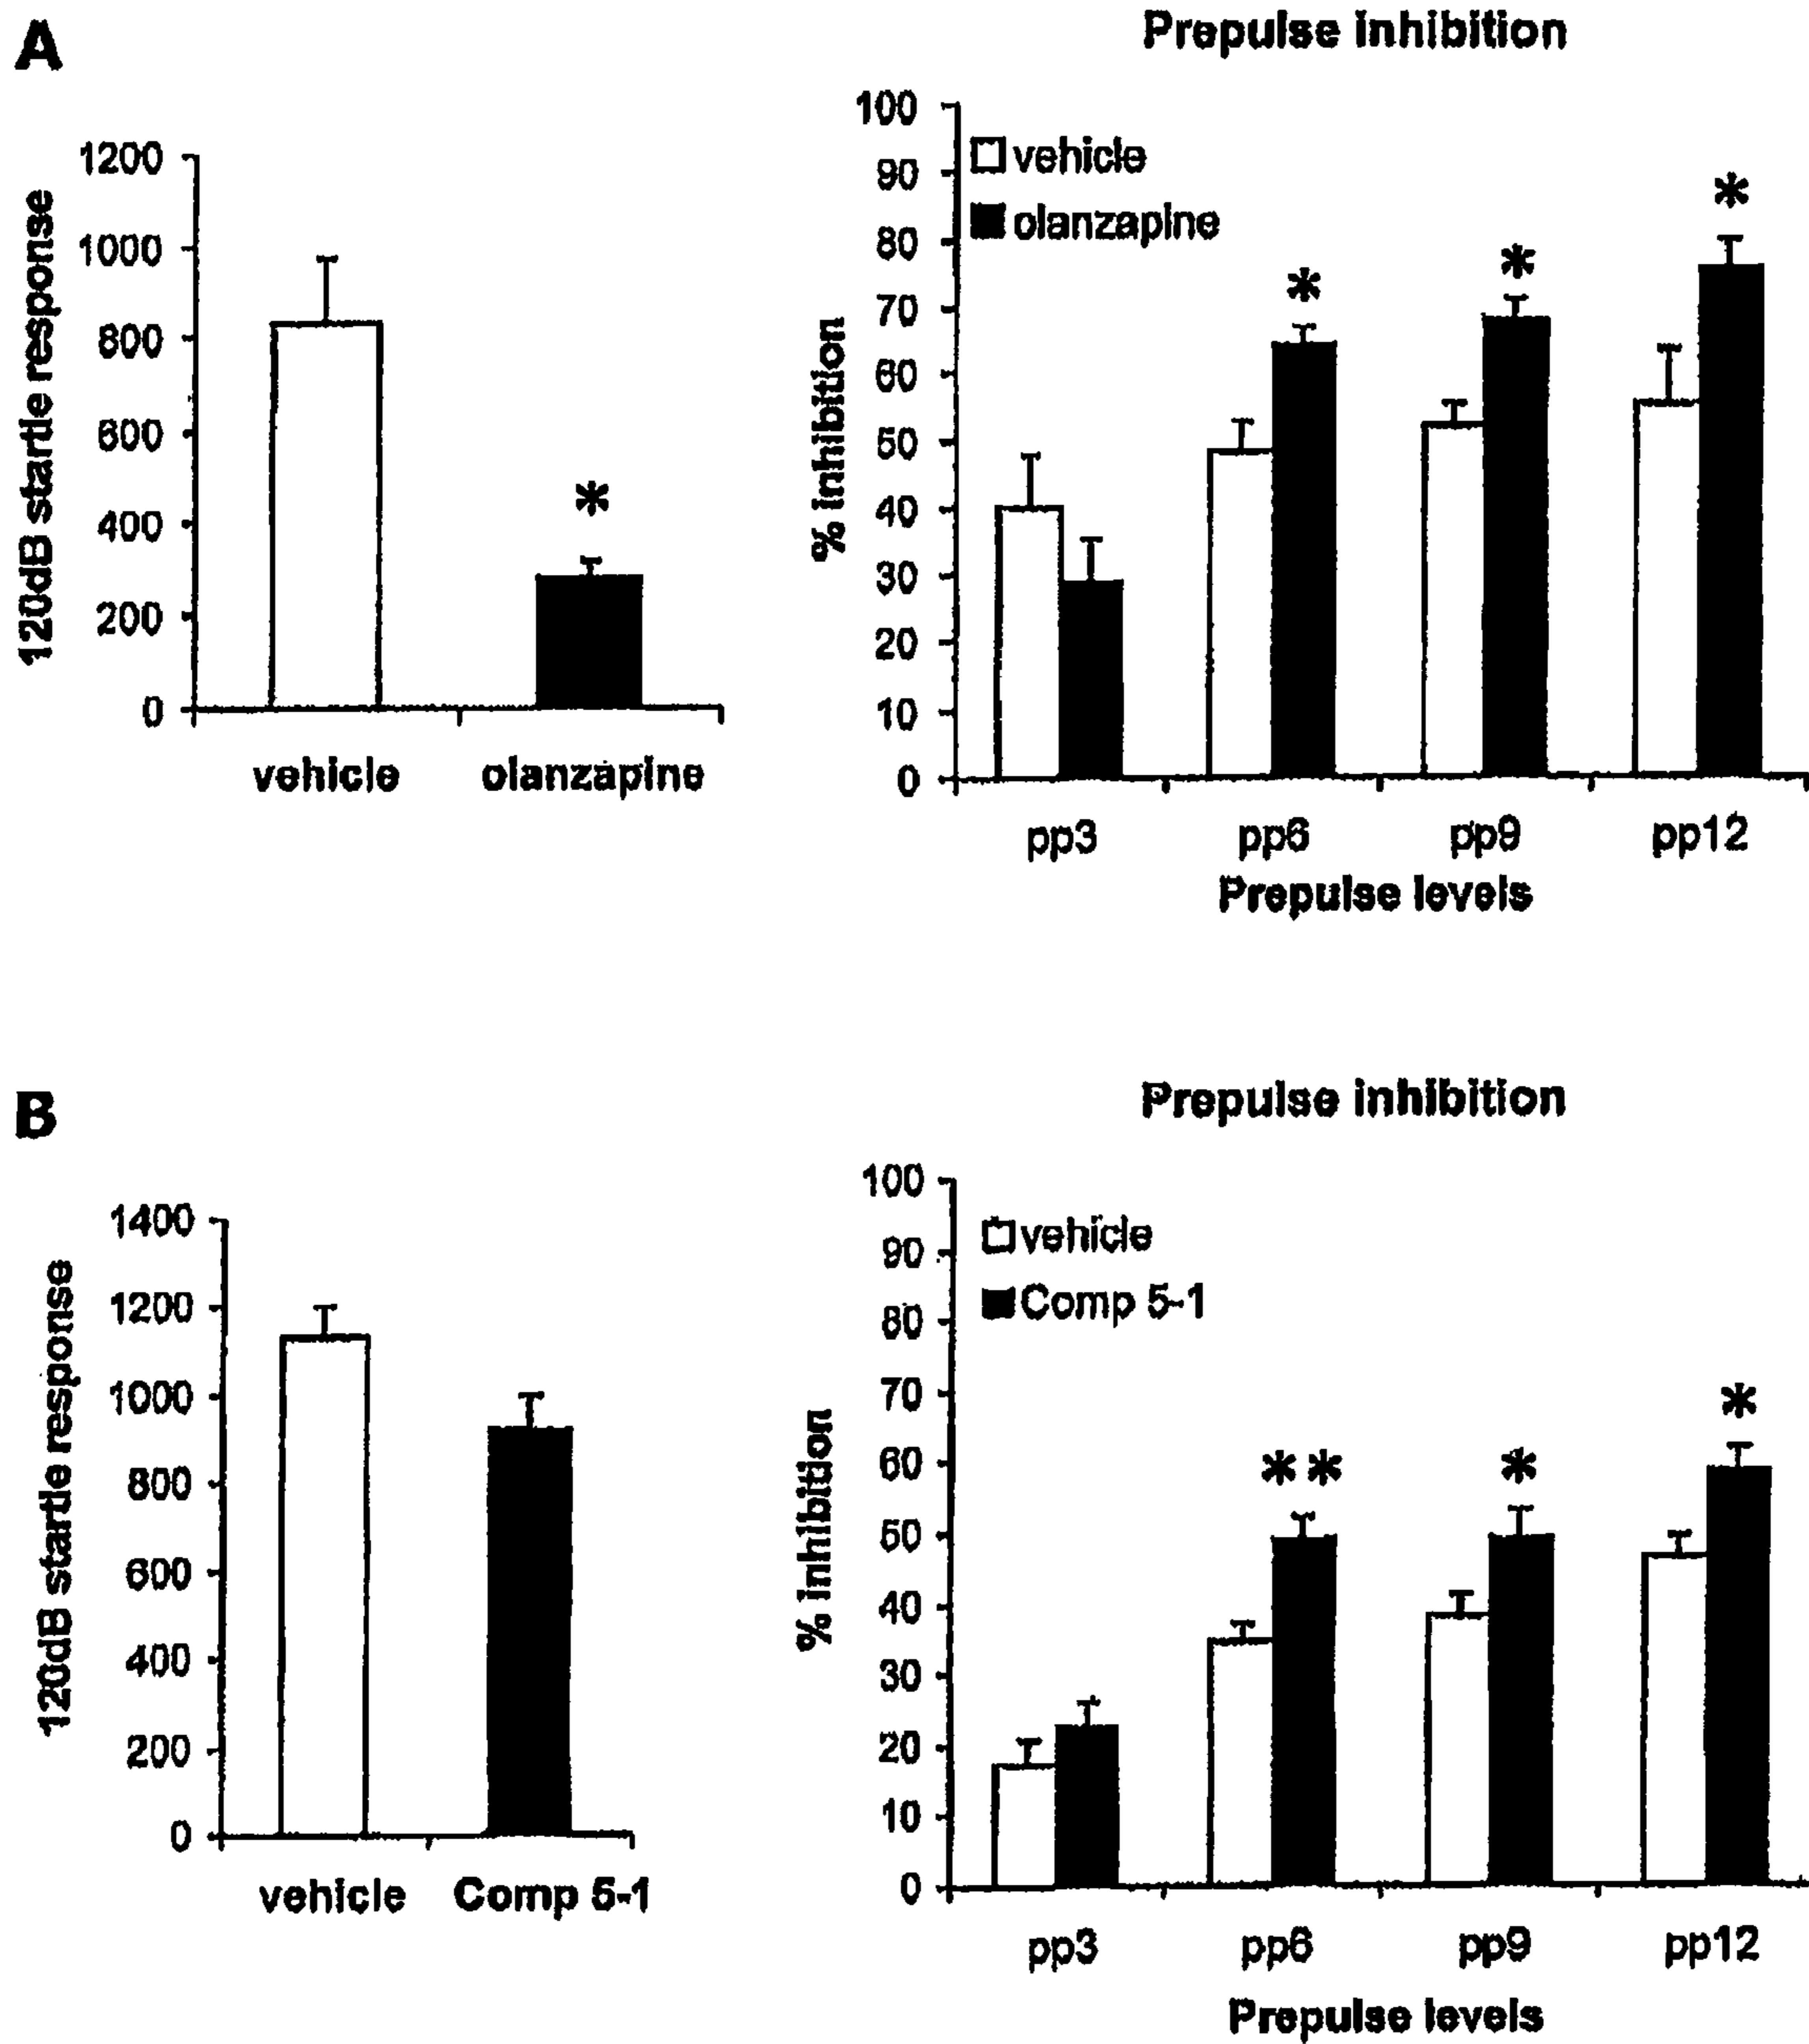 A
Prepulse inhibition
120dB startle response
1200
1000
800
600
400
200
0
*
vehicle
olanzapine
% inhibition
100
90
80
70
60
50
40
30
20
10
0
vehicle
olanzapine
*
*
*
pp3
pp6
pp9
pp12
Prepulse levels
B
Prepulse inhibition
120dB startle response
1400
1200
1000
800
600
400
200
0
vehicle
Comp 5-1
% inhibition
100
90
80
70
60
50
40
30
20
10
0
vehicle
Comp 5-1
**
*
*
pp3
pp6
pp9
pp12
Prepulse levels